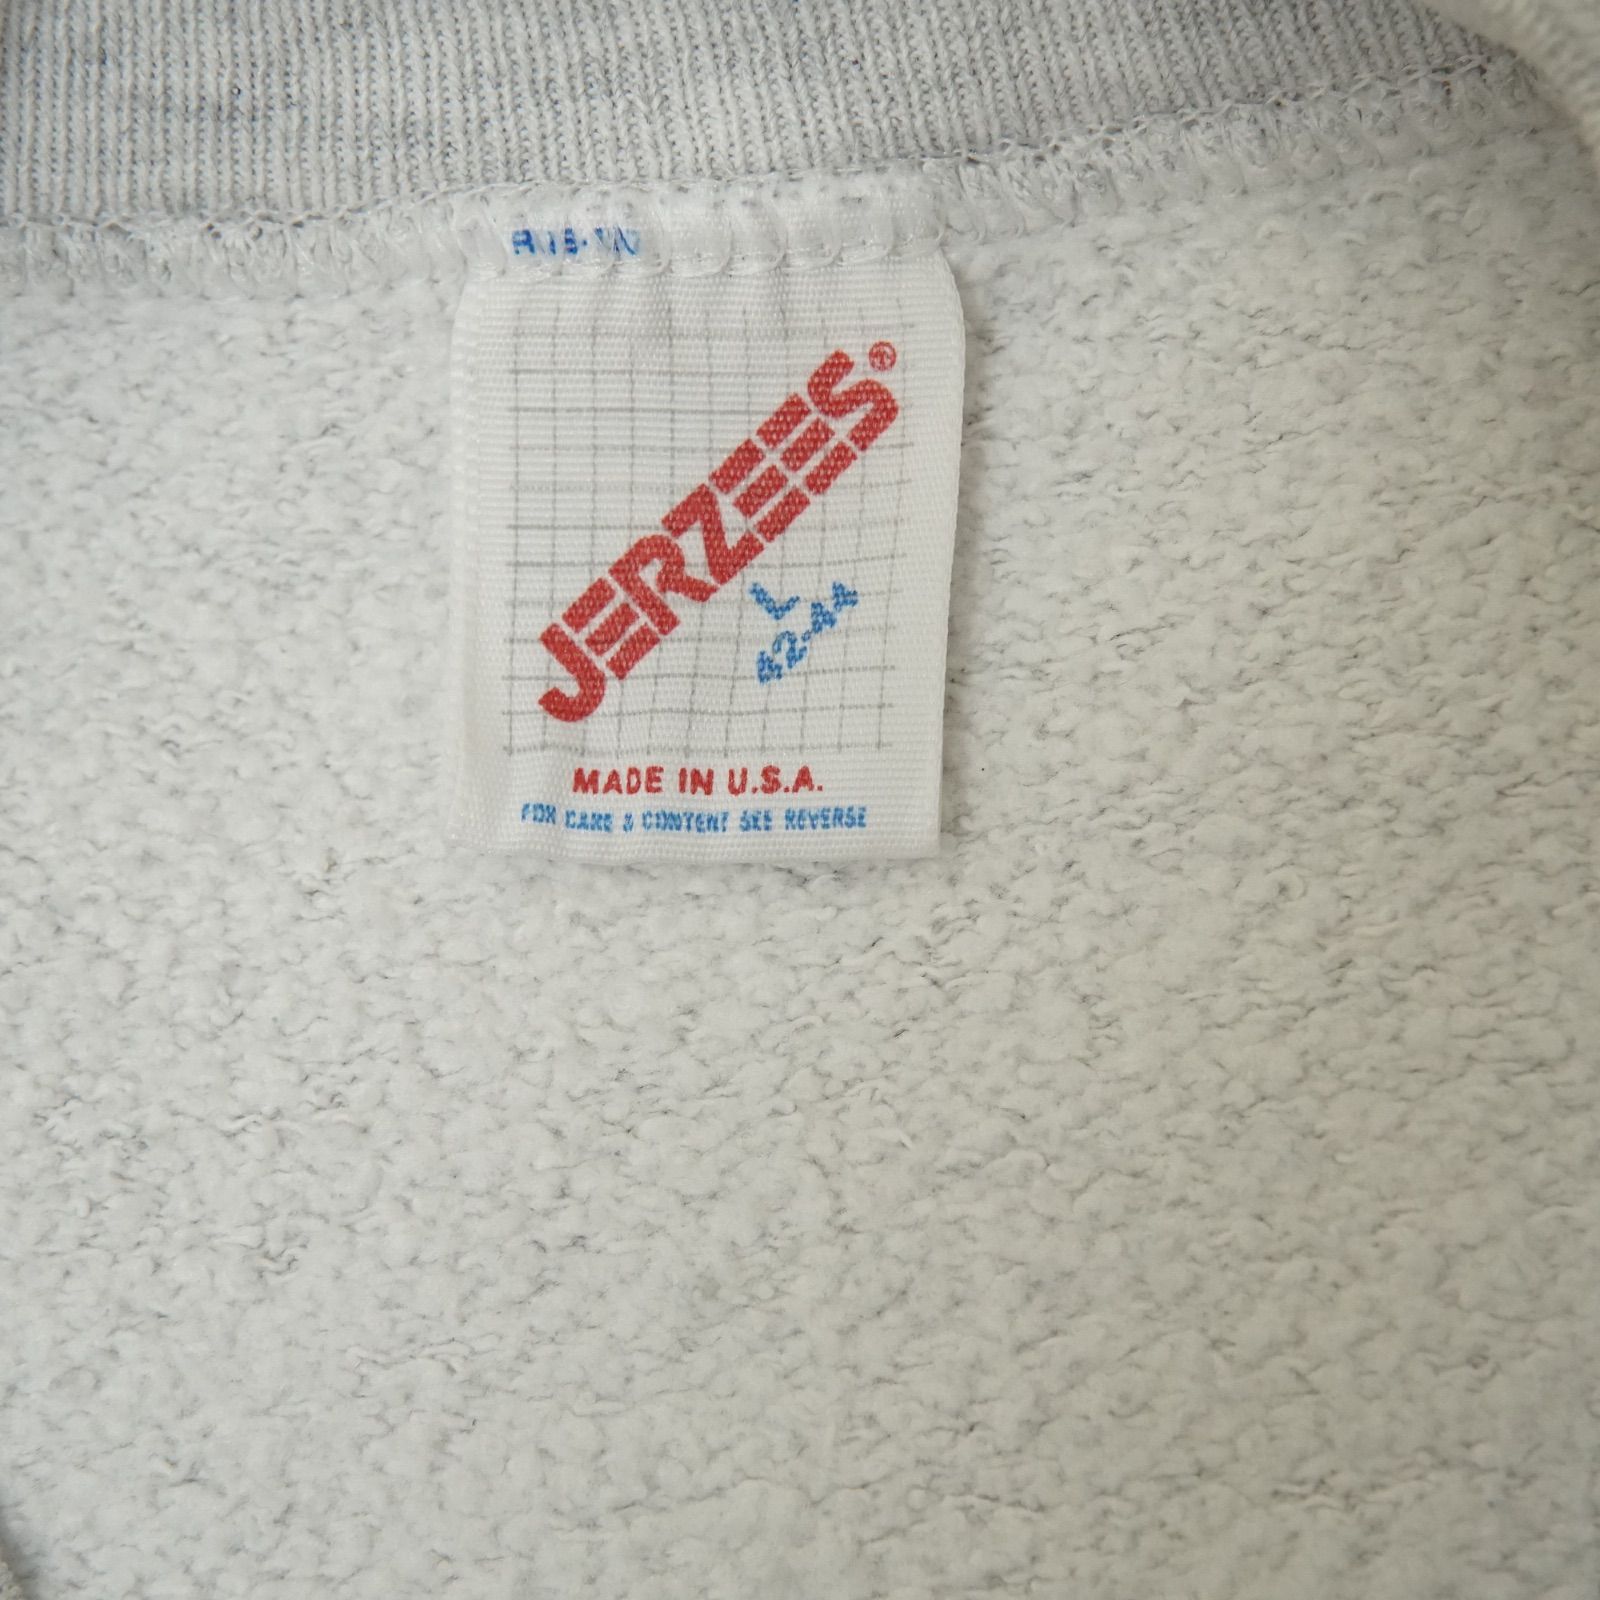 JERZEES®
L
42-44
MADE IN U.S.A.
FOR CARE & CONTENT SEE REVERSE